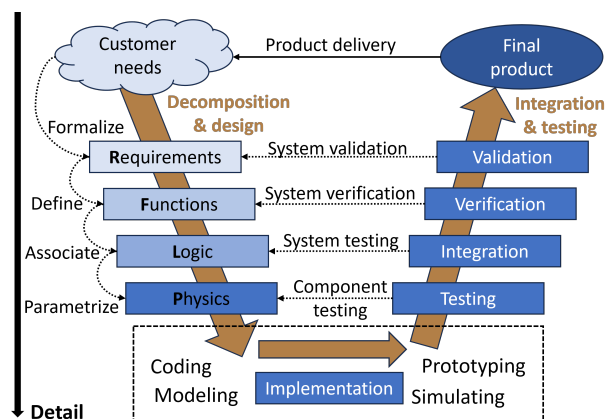 Customer
needs
Product delivery
Final
product
Decomposition
& design
Integration
& testing
Formalize
Requirements
System validation
Validation
Define
Functions
System verification
Verification
Associate
Logic
System testing
Integration
Parametrize
Physics
Component
testing
Testing
Coding
Modeling
Implementation
Prototyping
Simulating
Detail